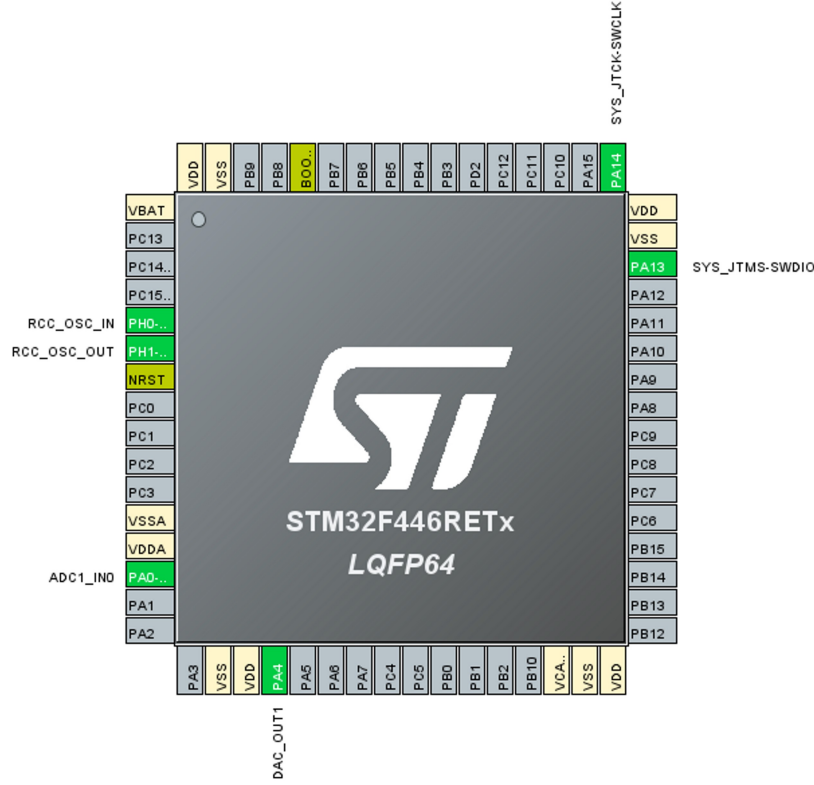 SYS_JTCK-SWCLK
VDD
VSS
PB9
PB8
BOO..
PB7
PB6
PB5
PB4
PB3
PD2
PC12
PC11
PC10
PA15
PA14
VBAT
PC13
PC14..
PC15..
RCC_OSC_IN
PH0-..
RCC_OSC_OUT
PH1-..
NRST
PC0
PC1
PC2
PC3
VSSA
VDDA
ADC1_IN0
PA0-..
PA1
PA2
STM32F446RETx
LQFP64
VDD
VSS
PA13
SYS_JTMS-SWDIO
PA12
PA11
PA10
PA9
PA8
PC9
PC8
PC7
PC6
PB15
PB14
PB13
PB12
PA3
VSS
VDD
PA4
PA5
PA6
PA7
PC4
PC5
PB0
PB1
PB2
PB10
VCA..
VSS
VDD
DAC_OUT1